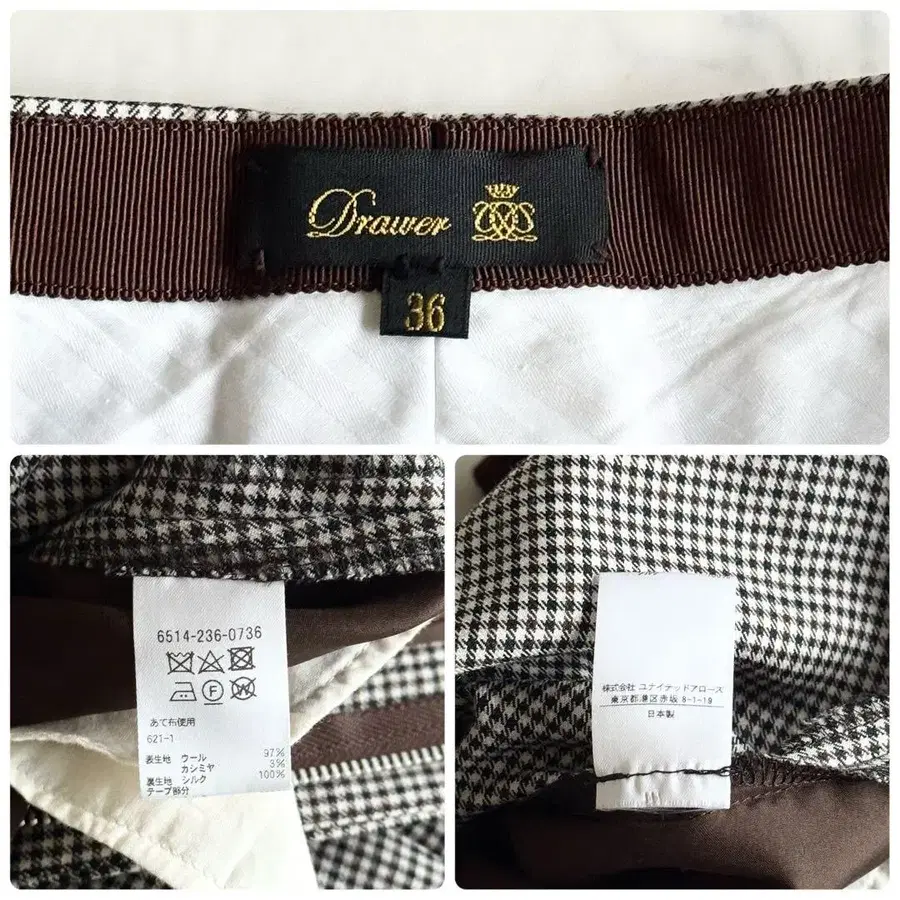 Drawer
36
6514-236-0736
あて布使用
621-1
表生地 ウール 97%
カシミヤ 3%
裏生地 シルク 100%
テープ部分
株式会社 ユナイテッドアローズ
東京都港区赤坂 8-1-19
日本製